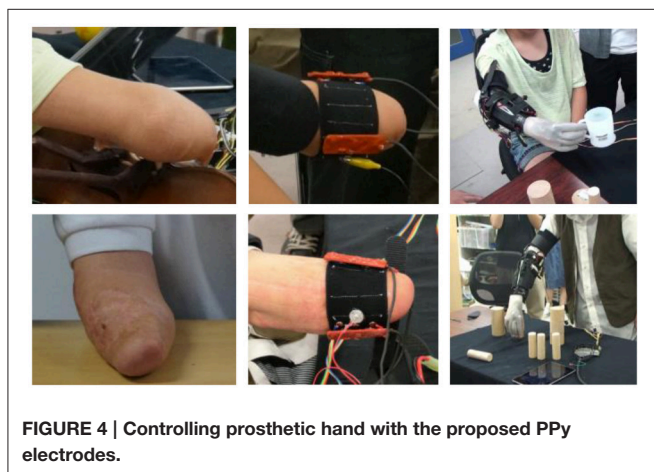 FIGURE 4 | Controlling prosthetic hand with the proposed PPy
electrodes.